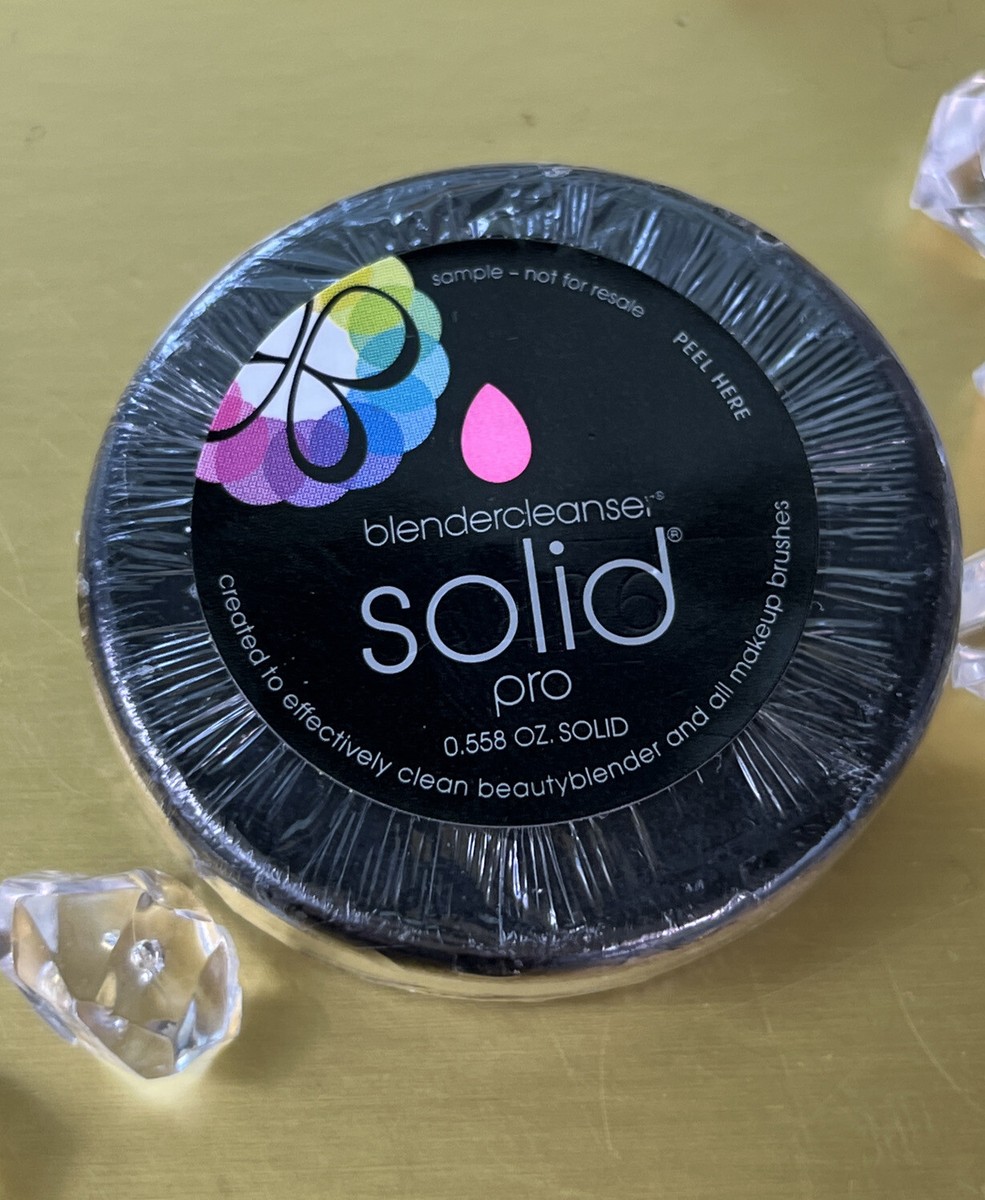 sample – not for resale
PEEL HERE
blendercleanser®
solid®
pro
0.558 OZ. SOLID
created to effectively clean beautyblender and all makeup brushes